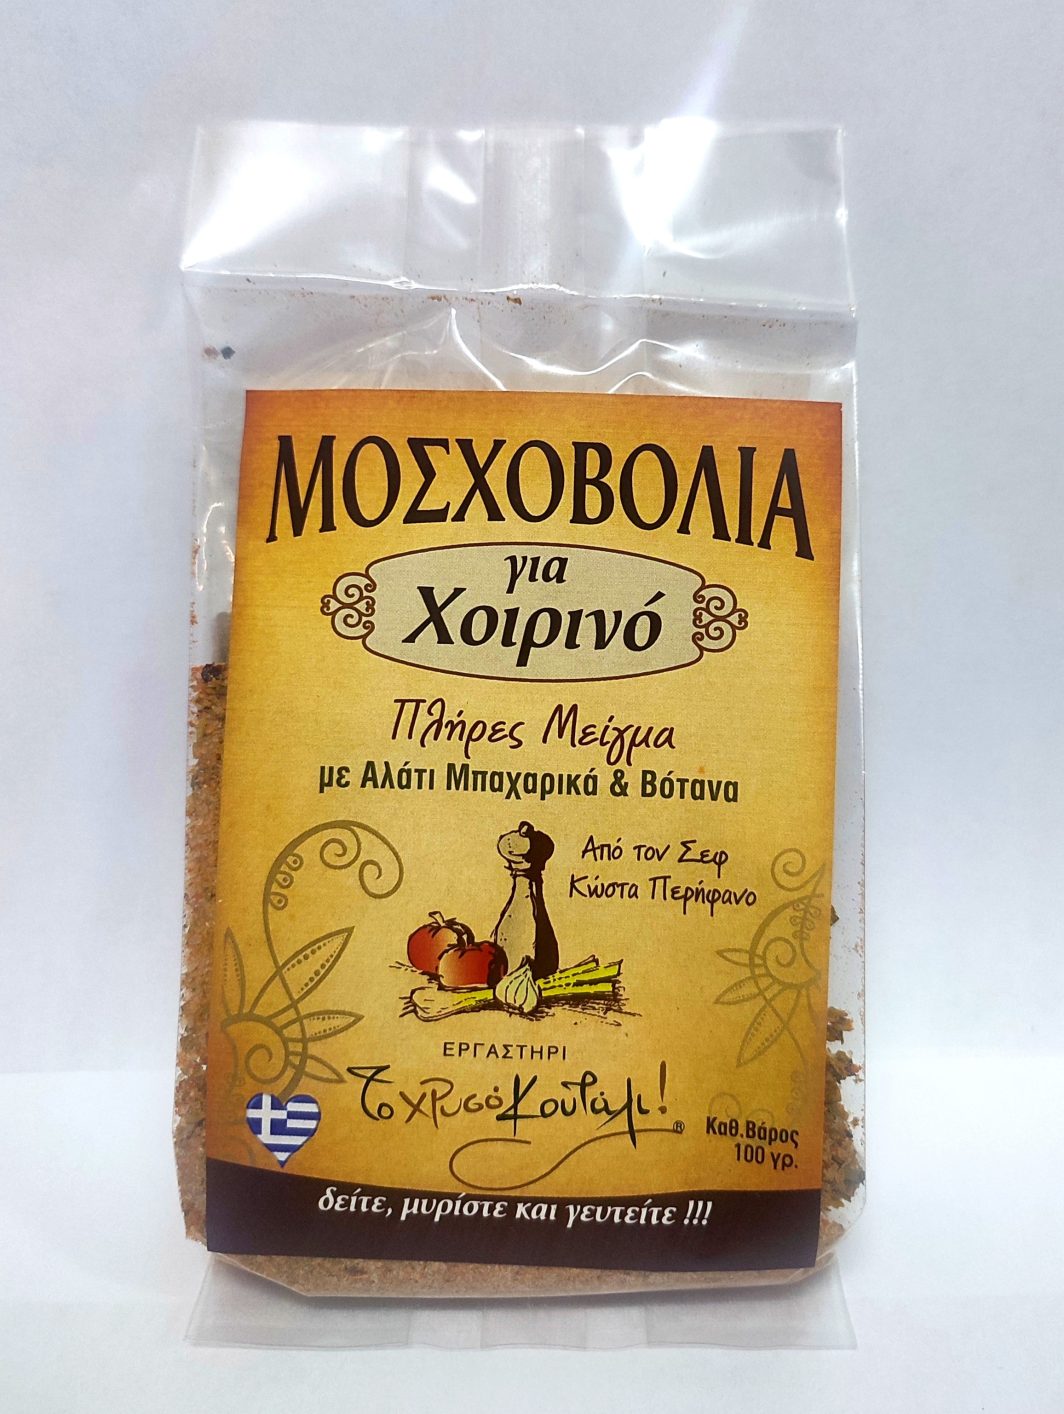 ΜΟΣΧΟΒΟΛΙΑ
για
Χοιρινό
Πλήρες Μείγμα
με Αλάτι Μπαχαρικά & Βότανα
Από τον Σεφ
Κώστα Περήφανο
ΕΡΓΑΣΤΗΡΙ
Το χρυσό κουτάλι! ®
Καθ.Βάρος
100 γρ.
δείτε, μυρίστε και γευτείτε !!!